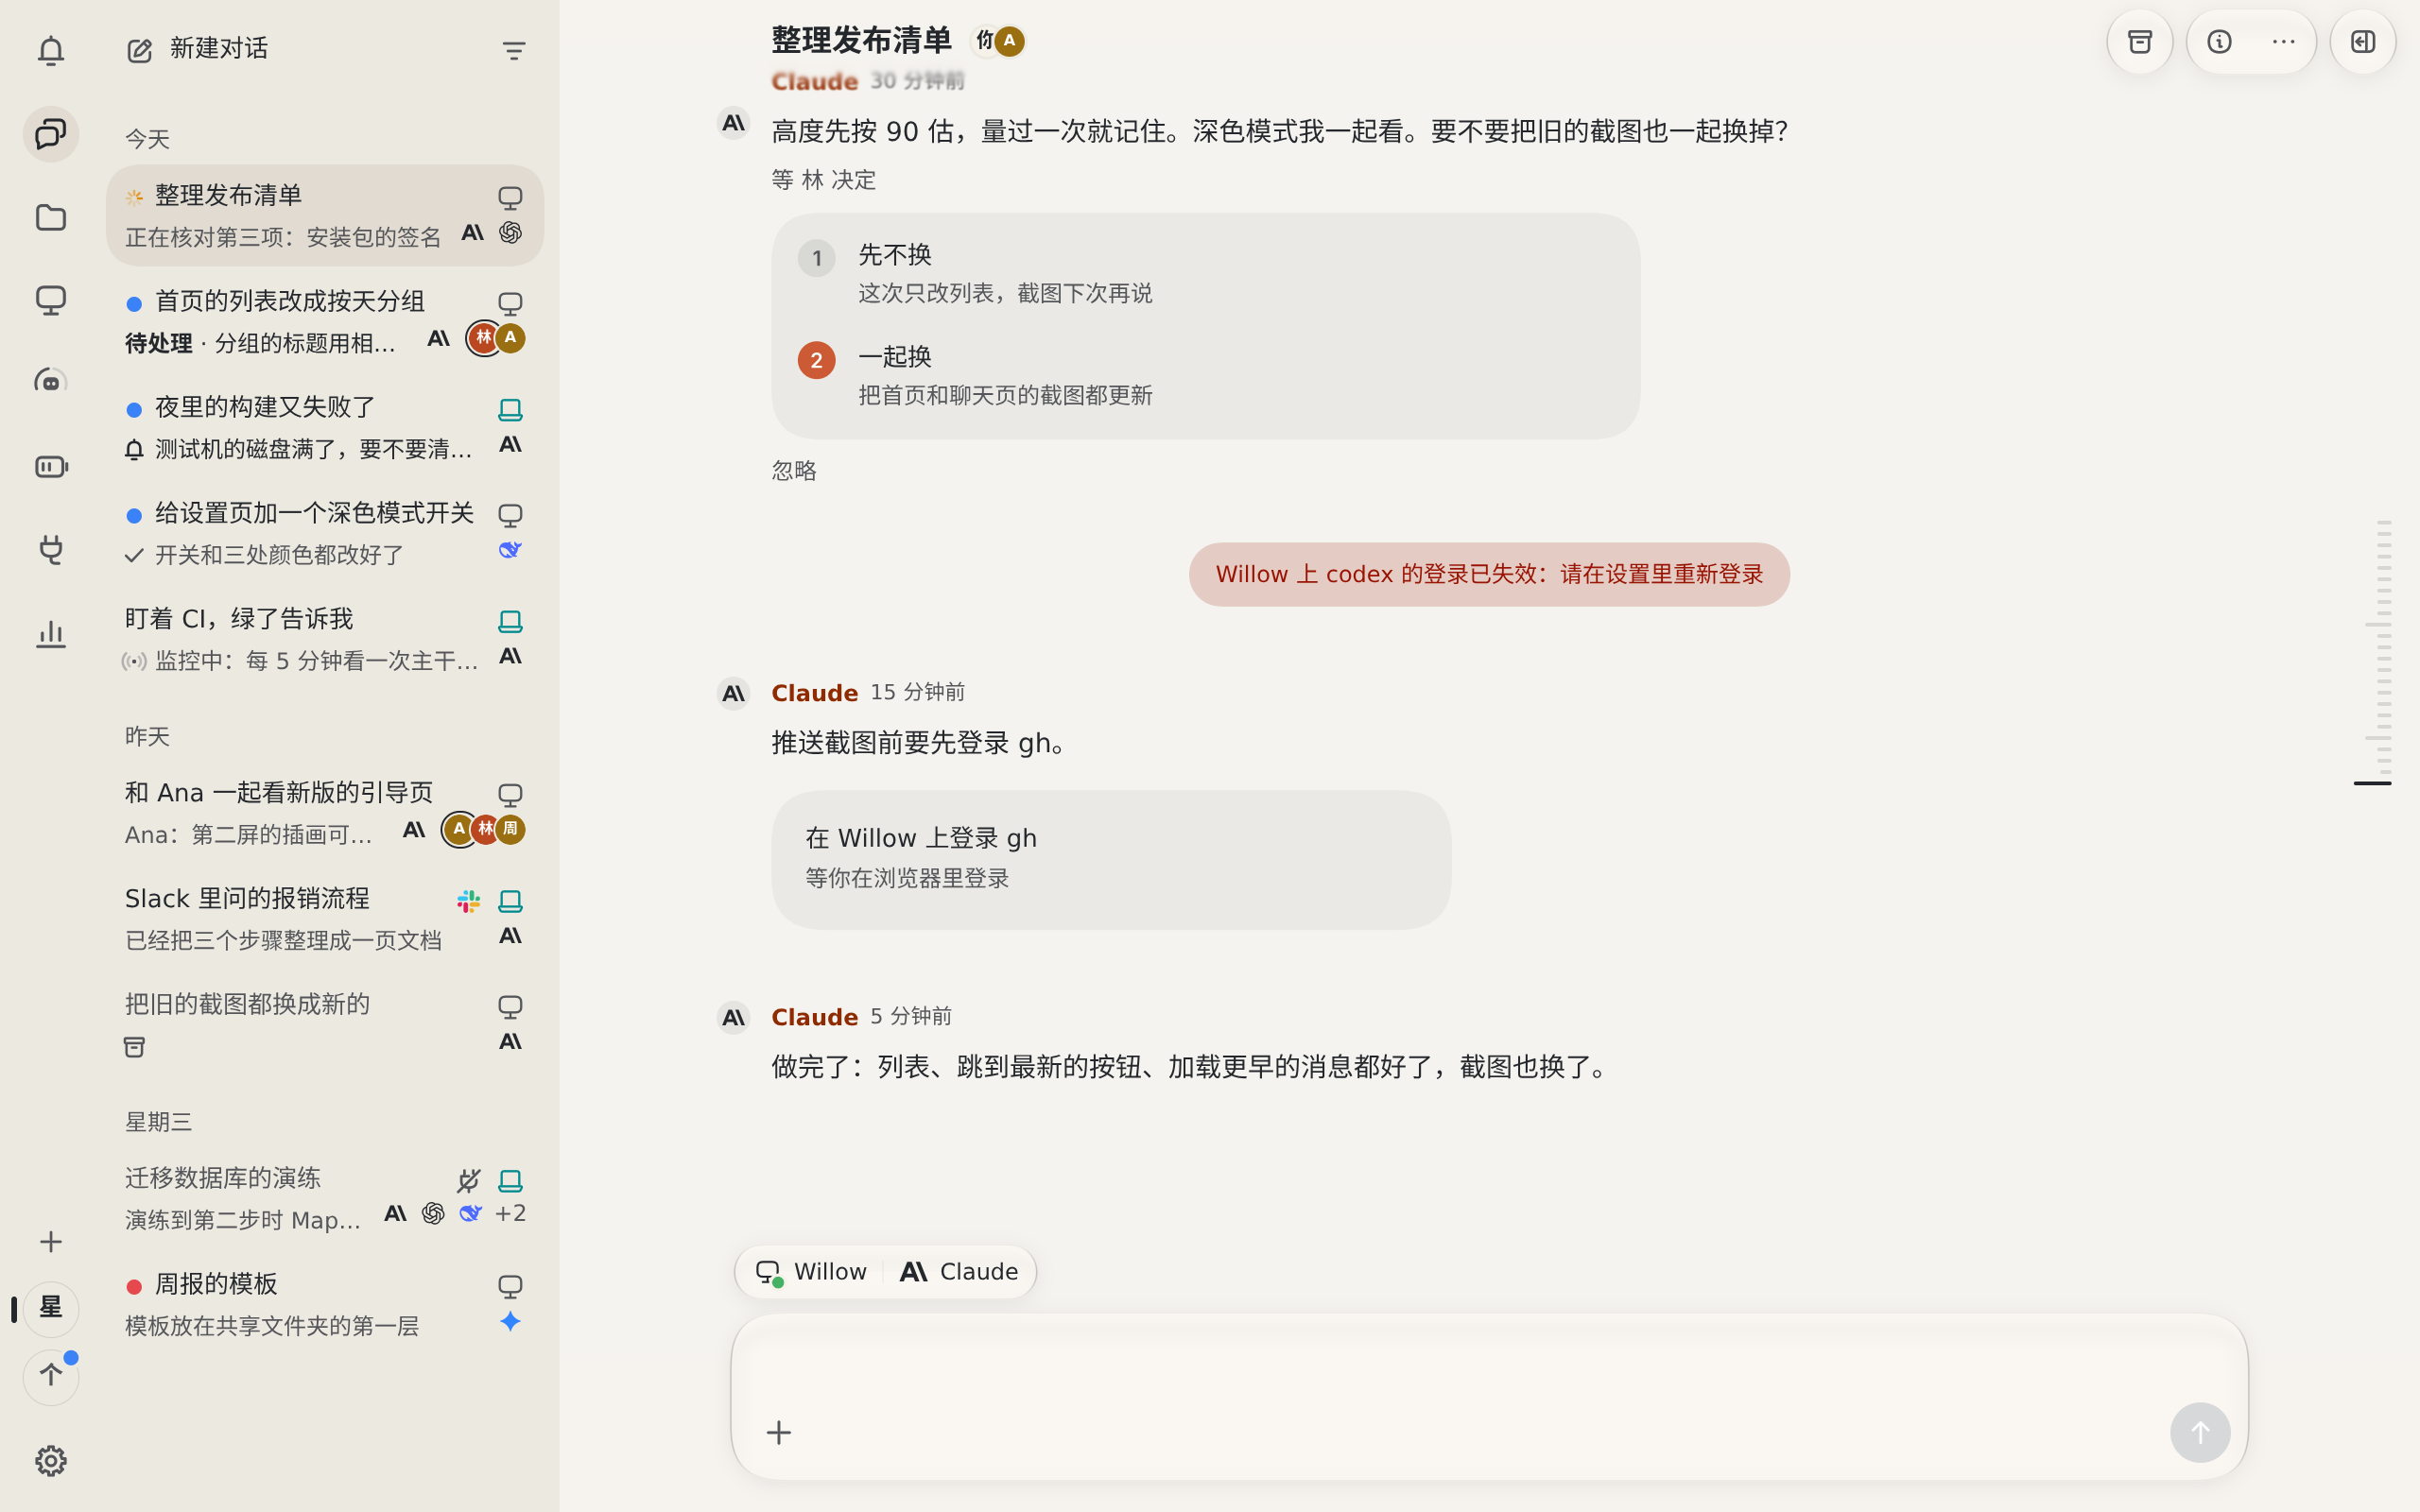 新建对话
今天
整理发布清单
正在核对第三项：安装包的签名
首页的列表改成按天分组
待处理 · 分组的标题用相…
林 A
夜里的构建又失败了
测试机的磁盘满了，要不要清…
给设置页加一个深色模式开关
开关和三处颜色都改好了
盯着 CI，绿了告诉我
监控中：每 5 分钟看一次主干…
昨天
和 Ana 一起看新版的引导页
Ana：第二屏的插画可…
A 林 周
Slack 里问的报销流程
已经把三个步骤整理成一页文档
把旧的截图都换成新的
星期三
迁移数据库的演练
演练到第二步时 Map…
+2
周报的模板
模板放在共享文件夹的第一层
星
个
整理发布清单 你 A
Claude 30 分钟前
高度先按 90 估，量过一次就记住。深色模式我一起看。要不要把旧的截图也一起换掉？
等 林 决定
1 先不换
这次只改列表，截图下次再说
2 一起换
把首页和聊天页的截图都更新
忽略
Willow 上 codex 的登录已失效：请在设置里重新登录
Claude 15 分钟前
推送截图前要先登录 gh。
在 Willow 上登录 gh
等你在浏览器里登录
Claude 5 分钟前
做完了：列表、跳到最新的按钮、加载更早的消息都好了，截图也换了。
Willow Claude